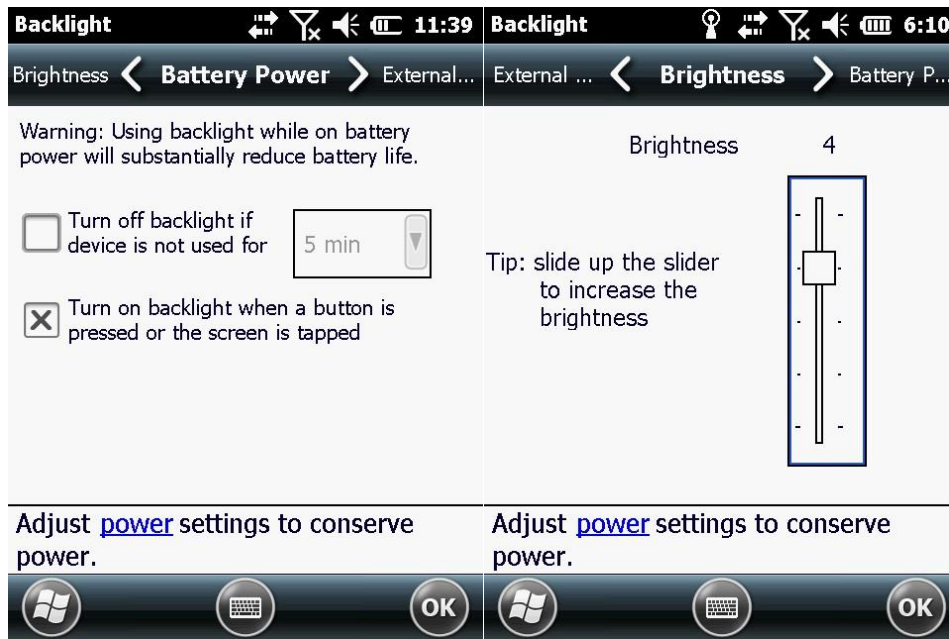 Backlight 11:39
Brightness Battery Power External...
Warning: Using backlight while on battery
power will substantially reduce battery life.
Turn off backlight if
device is not used for
5 min
Turn on backlight when a button is
pressed or the screen is tapped
Adjust power settings to conserve
power.
OK
Backlight 6:10
External ... Brightness Battery P...
Brightness 4
Tip: slide up the slider
to increase the
brightness
Adjust power settings to conserve
power.
OK